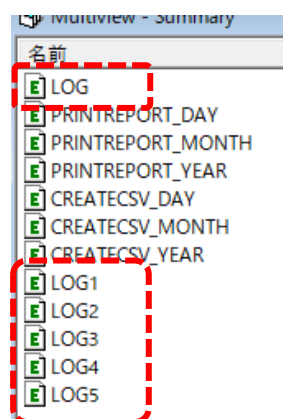 Multiview - Summary
名前
LOG
PRINTREPORT_DAY
PRINTREPORT_MONTH
PRINTREPORT_YEAR
CREATECSV_DAY
CREATECSV_MONTH
CREATECSV_YEAR
LOG1
LOG2
LOG3
LOG4
LOG5